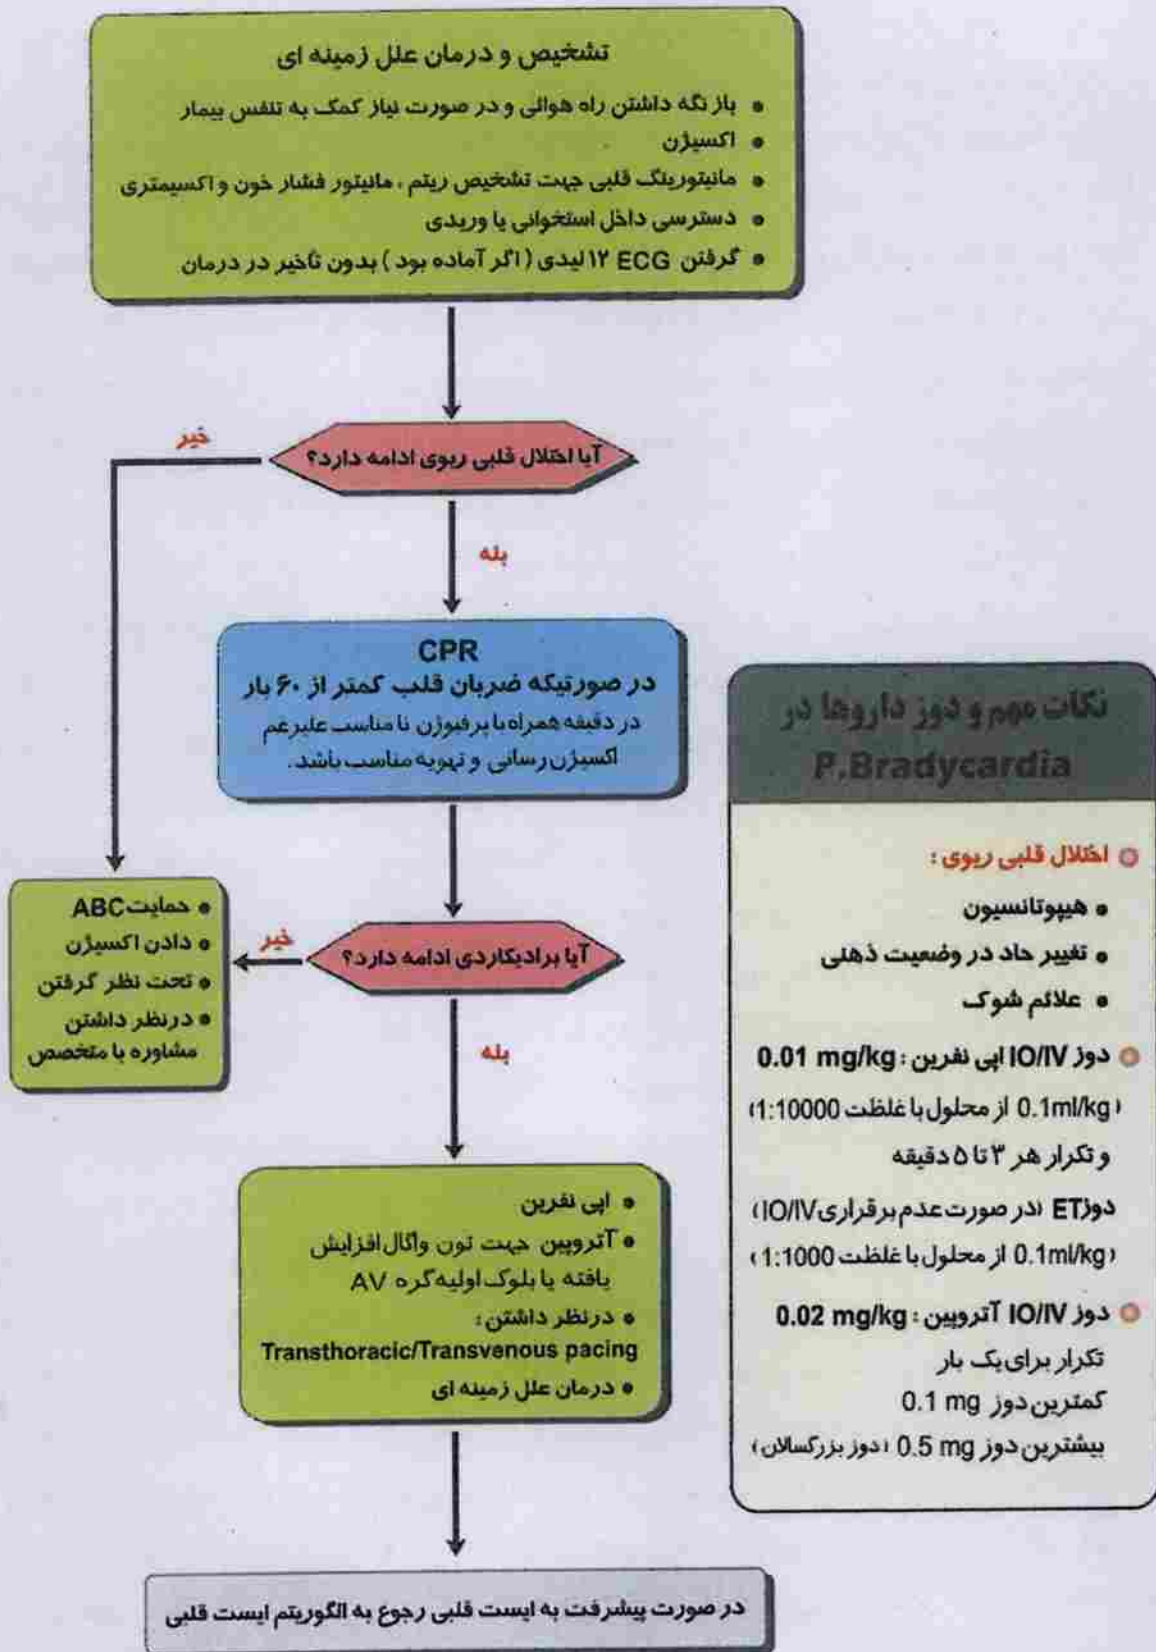 تشخیص و درمان علل زمینه ای
• باز نگه داشتن راه هوائی و در صورت نیاز کمک به تنفس بیمار
• اکسیژن
• مانیتورینگ قلبی جهت تشخیص ریتم ، مانیتور فشار خون و اکسیمتری
• دسترسی داخل استخوانی یا وریدی
• گرفتن ECG ۱۲ لیدی ( اگر آماده بود ) بدون تأخیر در درمان
آیا اختلال قلبی ریوی ادامه دارد؟
خیر
بله
CPR
در صورتیکه ضربان قلب کمتر از ۶۰ بار
در دقیقه همراه با پرفیوژن نا مناسب علیرغم
اکسیژن رسانی و تهویه مناسب باشد.
آیا برادیکاردی ادامه دارد؟
خیر
بله
• حمایت ABC
• دادن اکسیژن
• تحت نظر گرفتن
• درنظر داشتن
مشاوره با متخصص
• اپی نفرین
• آتروپین جهت تون واگال افزایش
یافته یا بلوک اولیه گره AV
• درنظر داشتن :
Transthoracic/Transvenous pacing
• درمان علل زمینه ای
در صورت پیشرفت به ایست قلبی رجوع به الگوریتم ایست قلبی
نکات مهم و دوز داروها در
P.Bradycardia
اختلال قلبی ریوی :
• هیپوتانسیون
• تغییر حاد در وضعیت ذهنی
• علائم شوک
دوز IO/IV اپی نفرین : 0.01 mg/kg
(0.1ml/kg از محلول با غلظت 1:10000)
و تکرار هر ۳ تا ۵ دقیقه
دوز ET (در صورت عدم برقراری IO/IV)
(0.1ml/kg از محلول با غلظت 1:1000)
دوز IO/IV آتروپین : 0.02 mg/kg
تکرار برای یک بار
کمترین دوز 0.1 mg
بیشترین دوز 0.5 mg (دوز بزرگسالان)